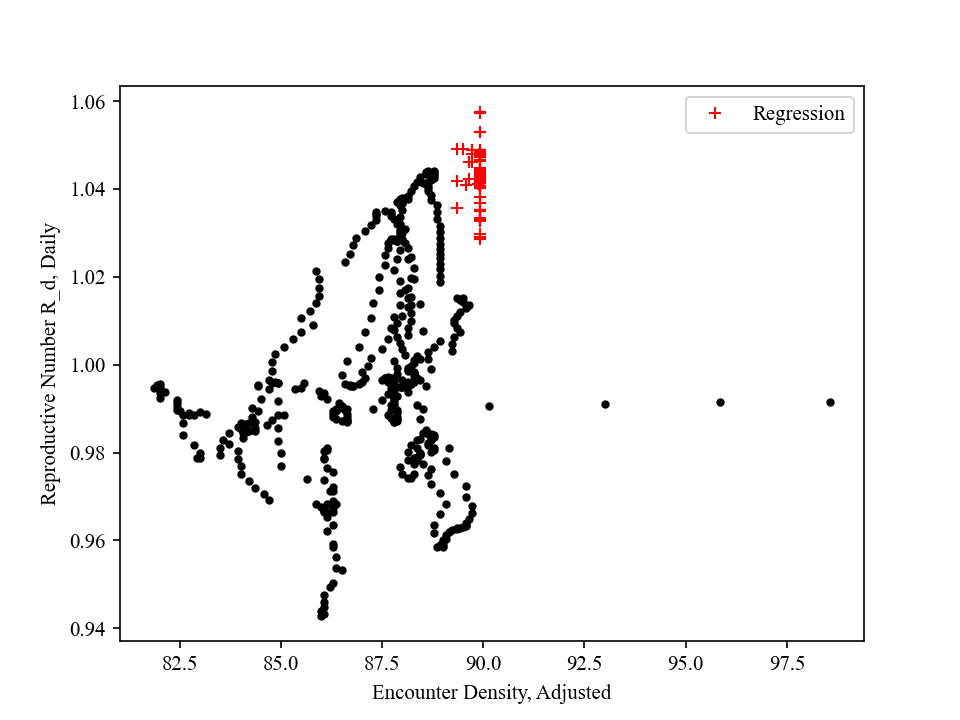 Regression
Reproductive Number R_d, Daily
1.06
1.04
1.02
1.00
0.98
0.96
0.94
82.5 85.0 87.5 90.0 92.5 95.0 97.5
Encounter Density, Adjusted